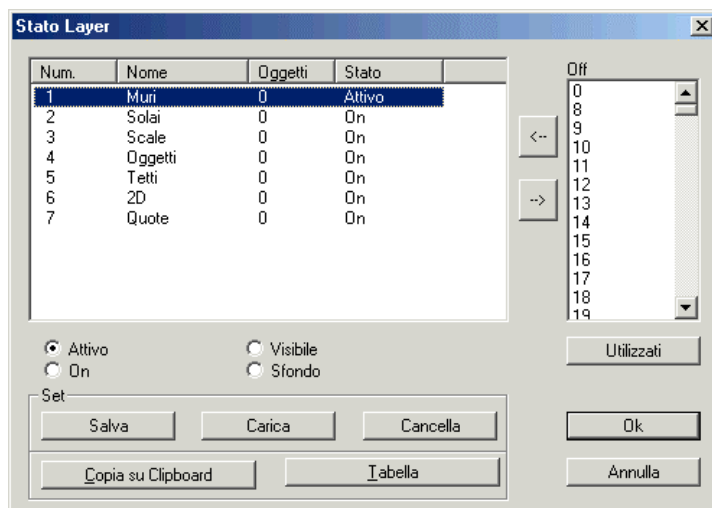 Stato Layer
Num. Nome Oggetti Stato
1 Muri 0 Attivo
2 Solai 0 On
3 Scale 0 On
4 Oggetti 0 On
5 Tetti 0 On
6 2D 0 On
7 Quote 0 On
<--
-->
Off
0
8
9
10
11
12
13
14
15
16
17
18
19
Attivo
Visibile
On
Sfondo
Utilizzati
Set
Salva Carica Cancella
Copia su Clipboard Tabella
Ok
Annulla